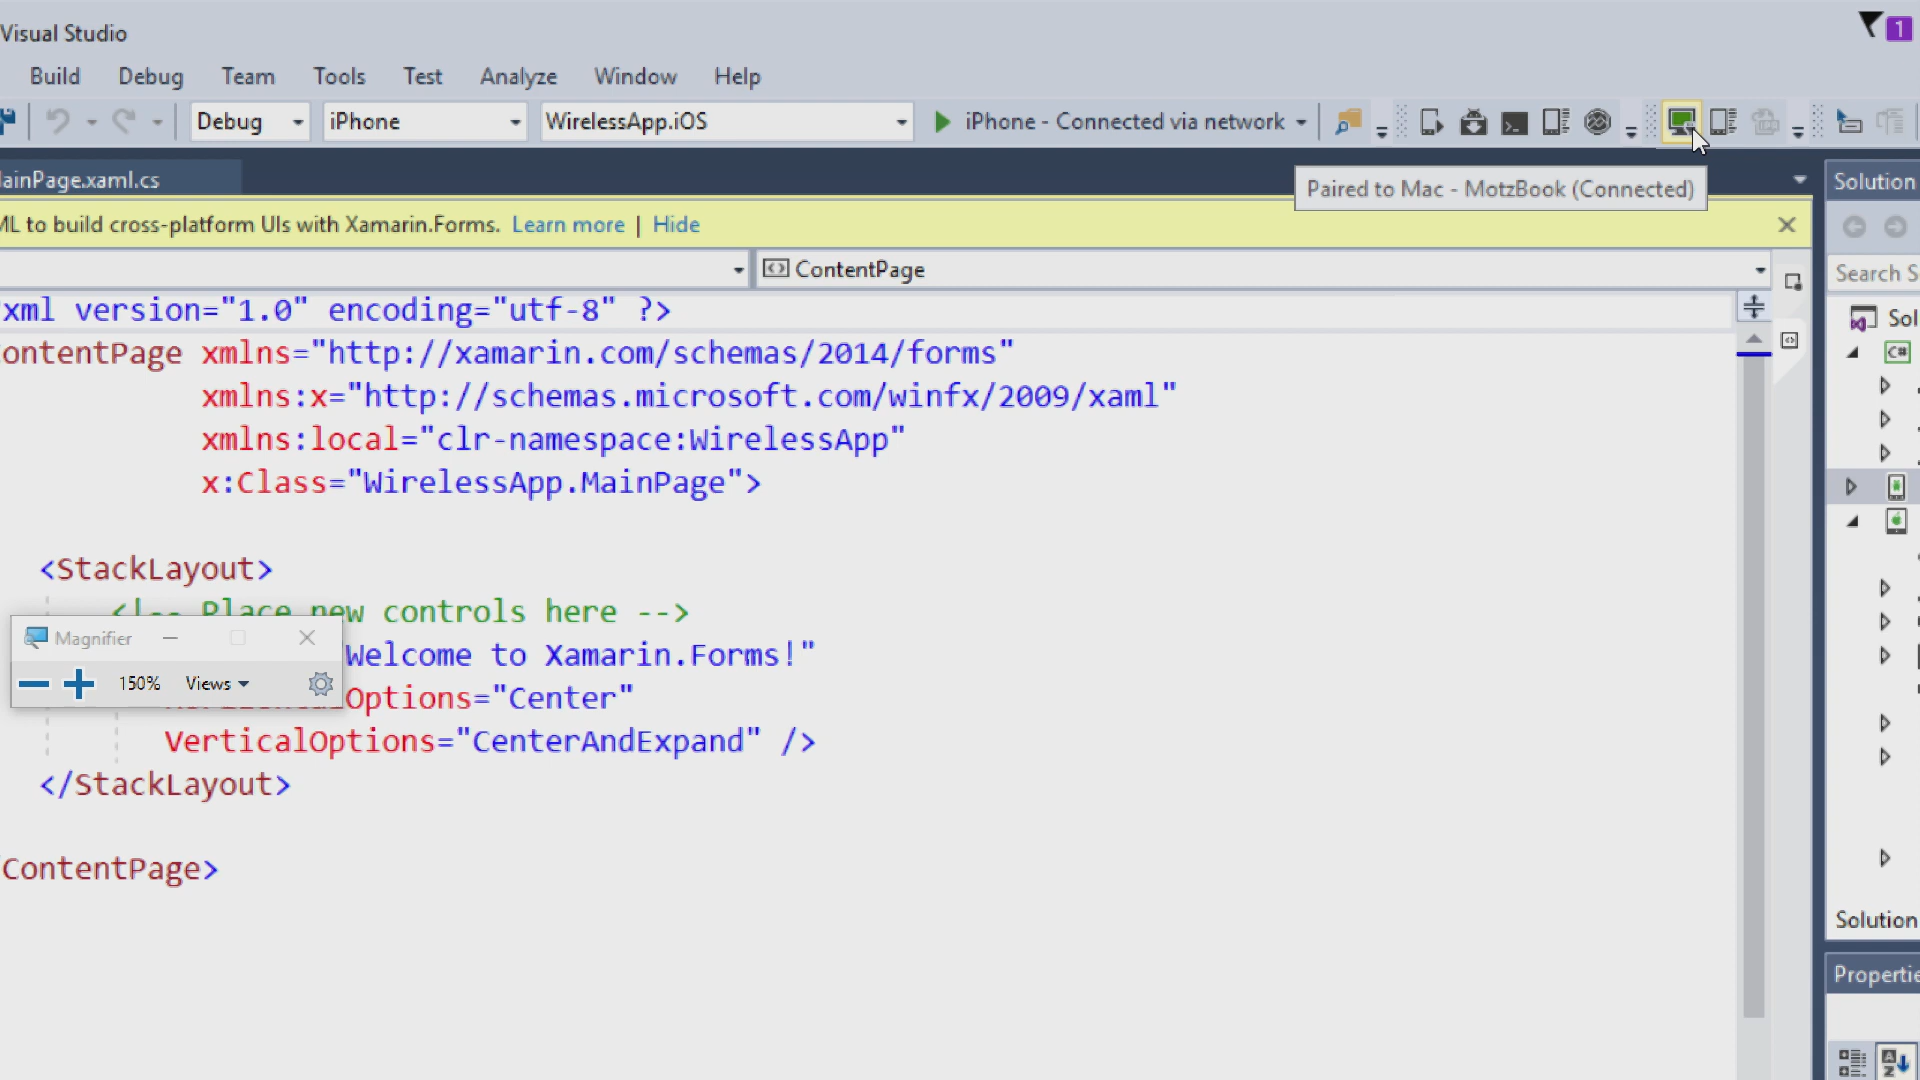 Visual Studio
1
Build Debug Team Tools Test Analyze Window Help
Debug iPhone WirelessApp.iOS iPhone - Connected via network
ainPage.xaml.cs
Paired to Mac - MotzBook (Connected)
Solution
ML to build cross-platform UIs with Xamarin.Forms. Learn more | Hide
ContentPage
Search S
xml version="1.0" encoding="utf-8" ?>
ontentPage xmlns="http://xamarin.com/schemas/2014/forms"
xmlns:x="http://schemas.microsoft.com/winfx/2009/xaml"
xmlns:local="clr-namespace:WirelessApp"
x:Class="WirelessApp.MainPage">
Sol
C#
<StackLayout>
<!-- Place new controls here -->
Magnifier
Welcome to Xamarin.Forms!"
150% Views
Options="Center"
VerticalOptions="CenterAndExpand" />
</StackLayout>
ContentPage>
Solution
Propertie